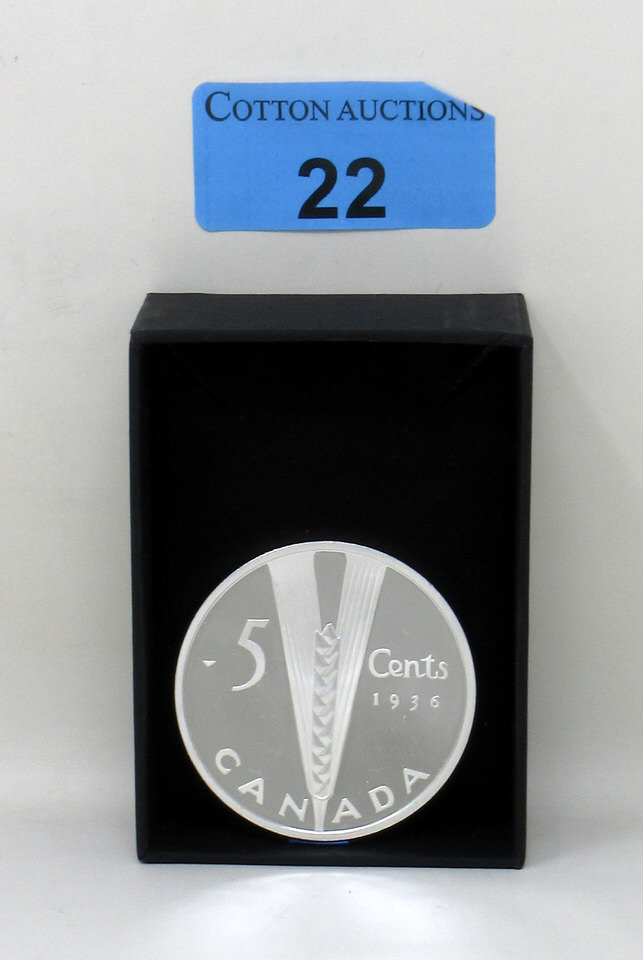 COTTON AUCTIONS
22
5 Cents
1936
CANADA